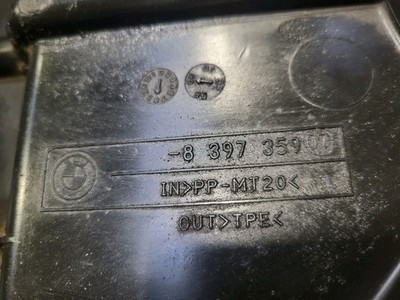 J
-8 397 359
IN>PP-MT20<
OUT>TPE<